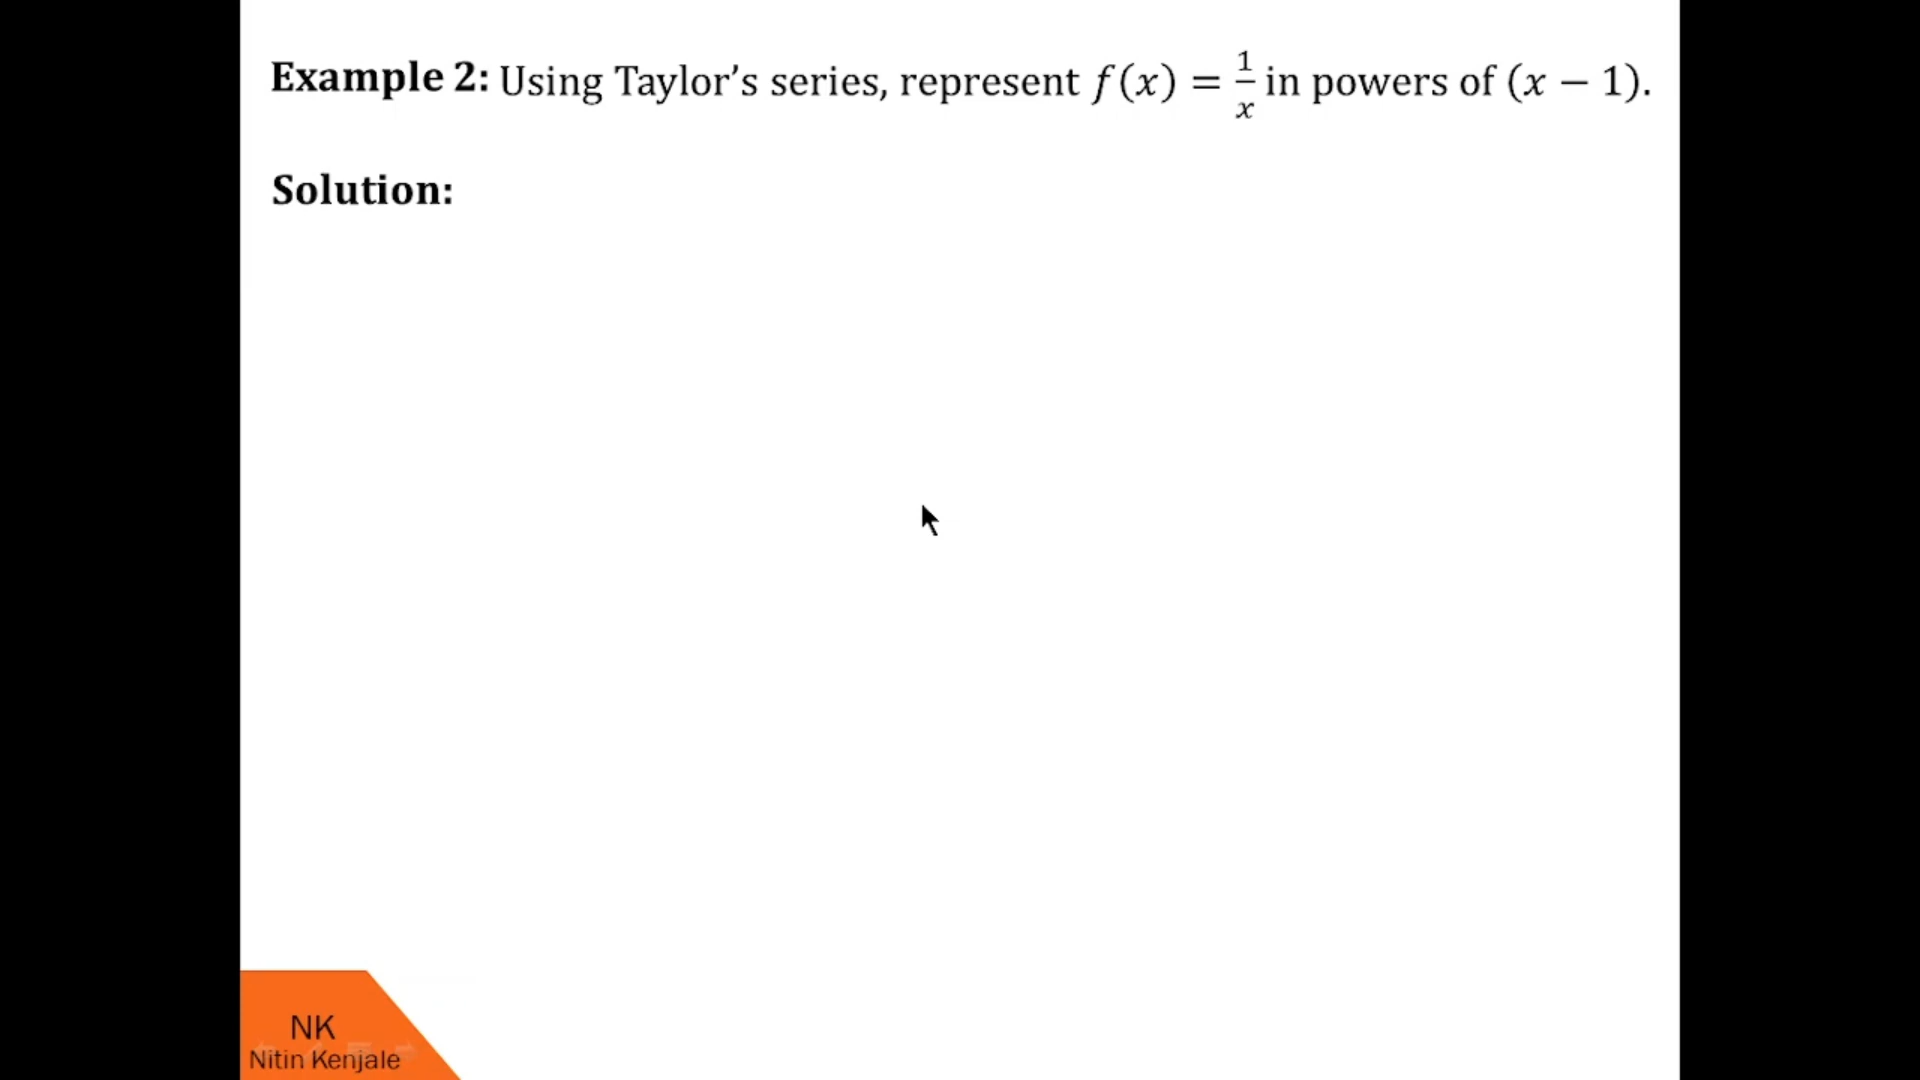 Example 2: Using Taylor’s series, represent f(x) = 1/x in powers of (x − 1).
Solution:
NK
Nitin Kenjale